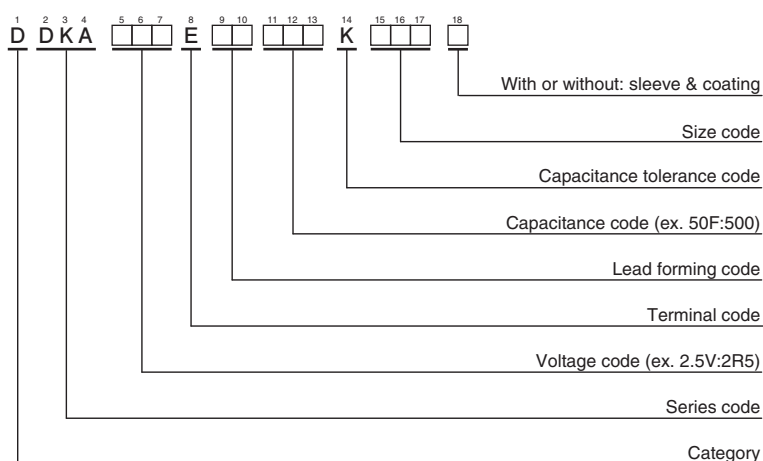 1 2 3 4 5 6 7 8 9 10 11 12 13 14 15 16 17 18
D DKA E K
With or without: sleeve & coating
Size code
Capacitance tolerance code
Capacitance code (ex. 50F:500)
Lead forming code
Terminal code
Voltage code (ex. 2.5V:2R5)
Series code
Category